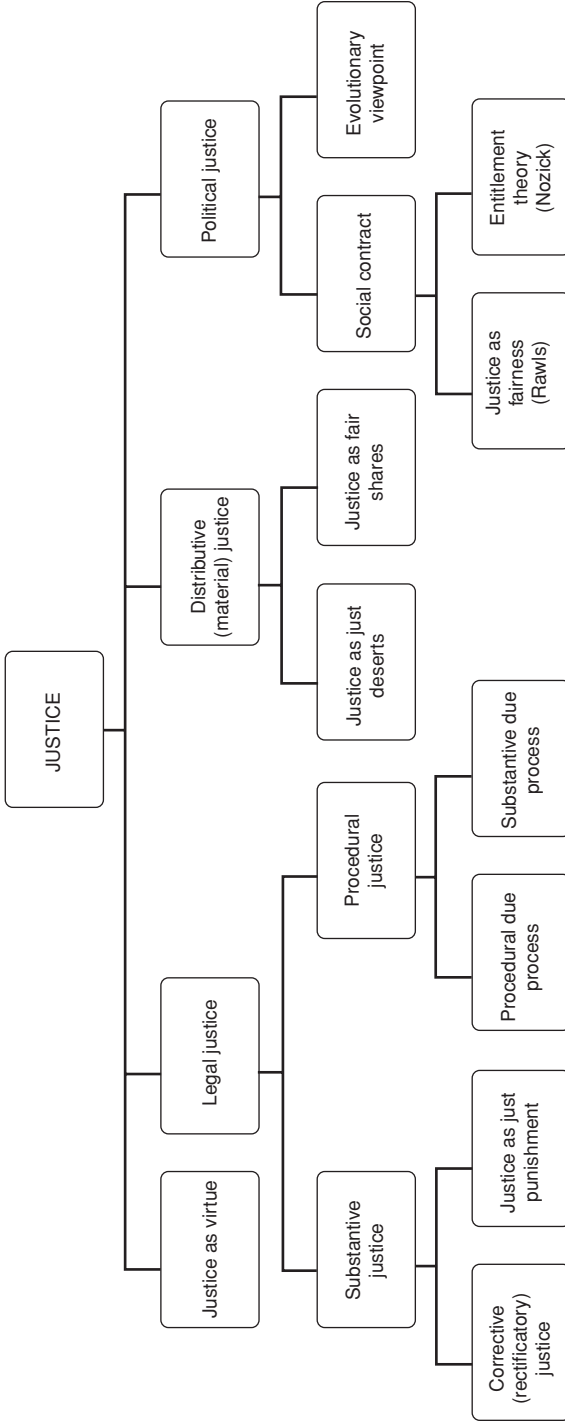 JUSTICE
Justice as virtue
Legal justice
Distributive
(material) justice
Political justice
Substantive
justice
Procedural
justice
Justice as just
deserts
Justice as fair
shares
Social contract
Evolutionary
viewpoint
Corrective
(rectificatory)
justice
Justice as just
punishment
Procedural due
process
Substantive due
process
Justice as
fairness
(Rawls)
Entitlement
theory
(Nozick)